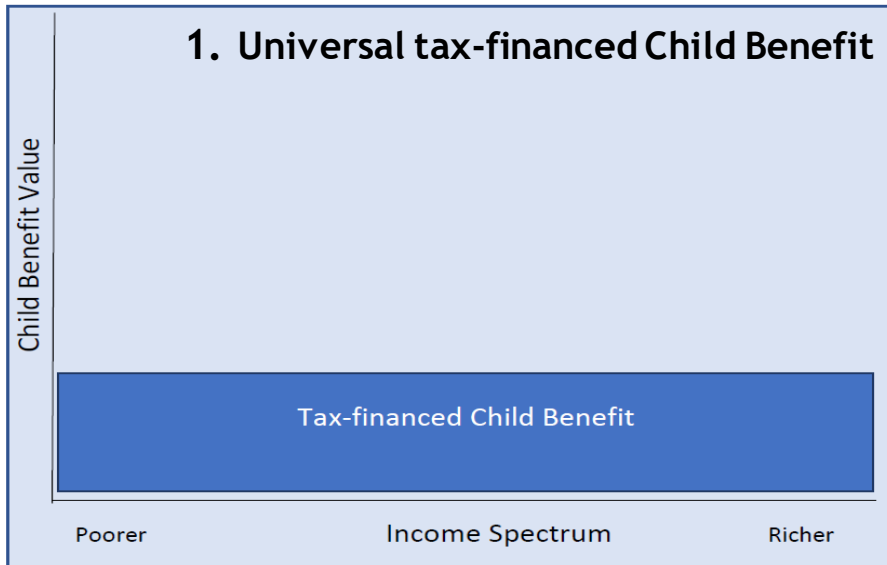 1. Universal tax-financed Child Benefit
Child Benefit Value
Tax-financed Child Benefit
Poorer
Income Spectrum
Richer